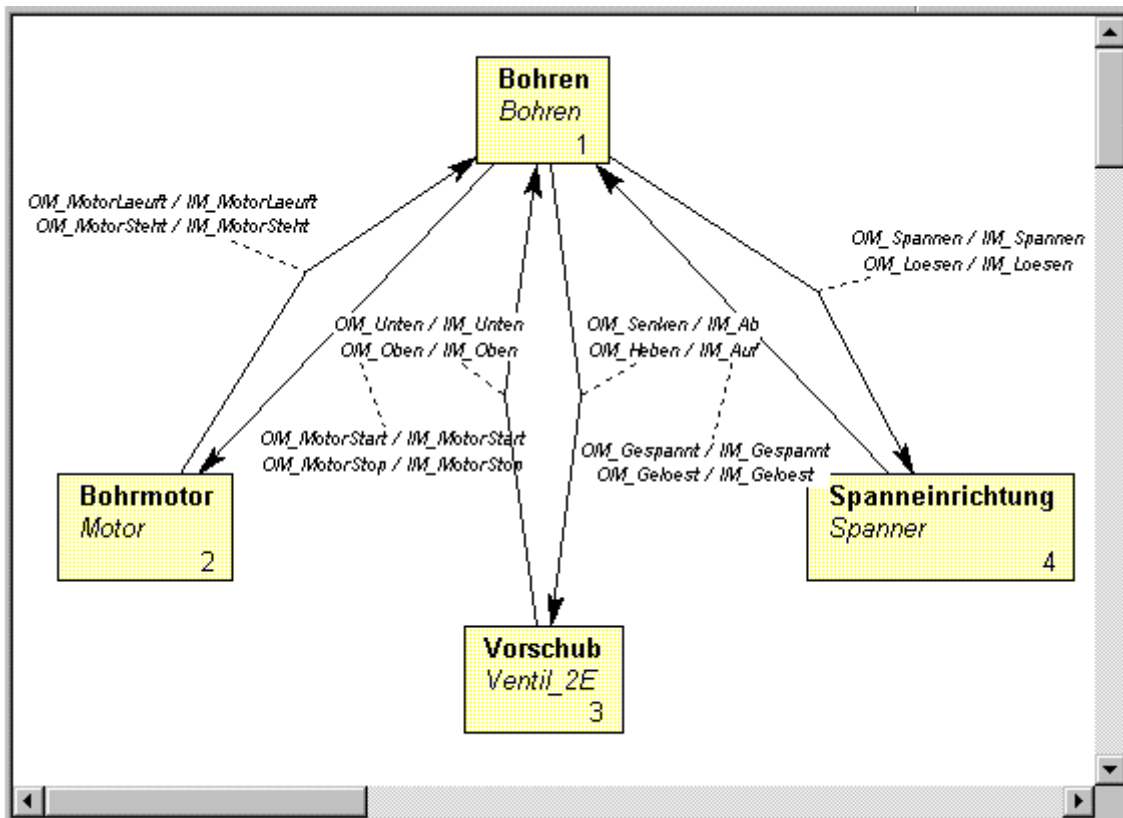 Bohren
Bohren
1
OM_MotorLaeuft / IM_MotorLaeuft
OM_MotorSteht / IM_MotorSteht
OM_Spannen / IM_Spannen
OM_Loesen / IM_Loesen
OM_Unten / IM_Unten
OM_Oben / IM_Oben
OM_Senken / IM_Ab
OM_Heben / IM_Auf
OM_MotorStart / IM_MotorStart
OM_MotorStop / IM_MotorStop
OM_Gespannt / IM_Gespannt
OM_Geloest / IM_Geloest
Bohrmotor
Motor
2
Spanneinrichtung
Spanner
4
Vorschub
Ventil_2E
3